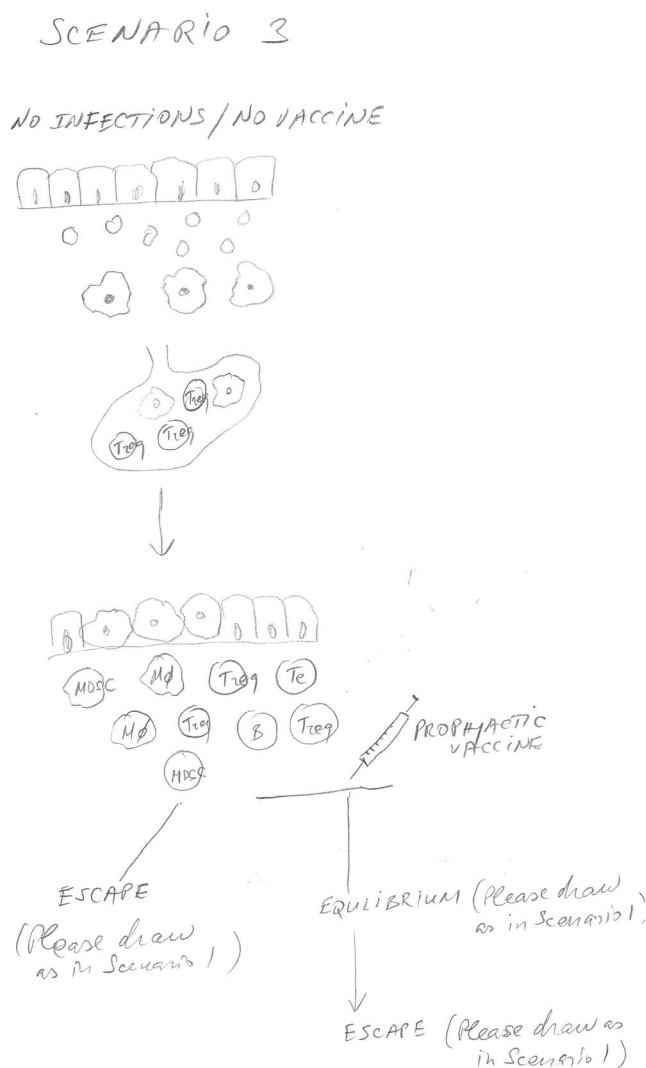 SCENARIO 3
NO INFECTIONS / NO VACCINE
Treg
Treg Treg
MDSC MØ Treg Te
MØ Treg B Treg
MDSC
PROPHYACTIC
VACCINE
ESCAPE
(Please draw
as in Scenario 1)
EQULIBRIUM (Please draw
as in Scenario 1)
ESCAPE (Please draw as
in Scenario 1)